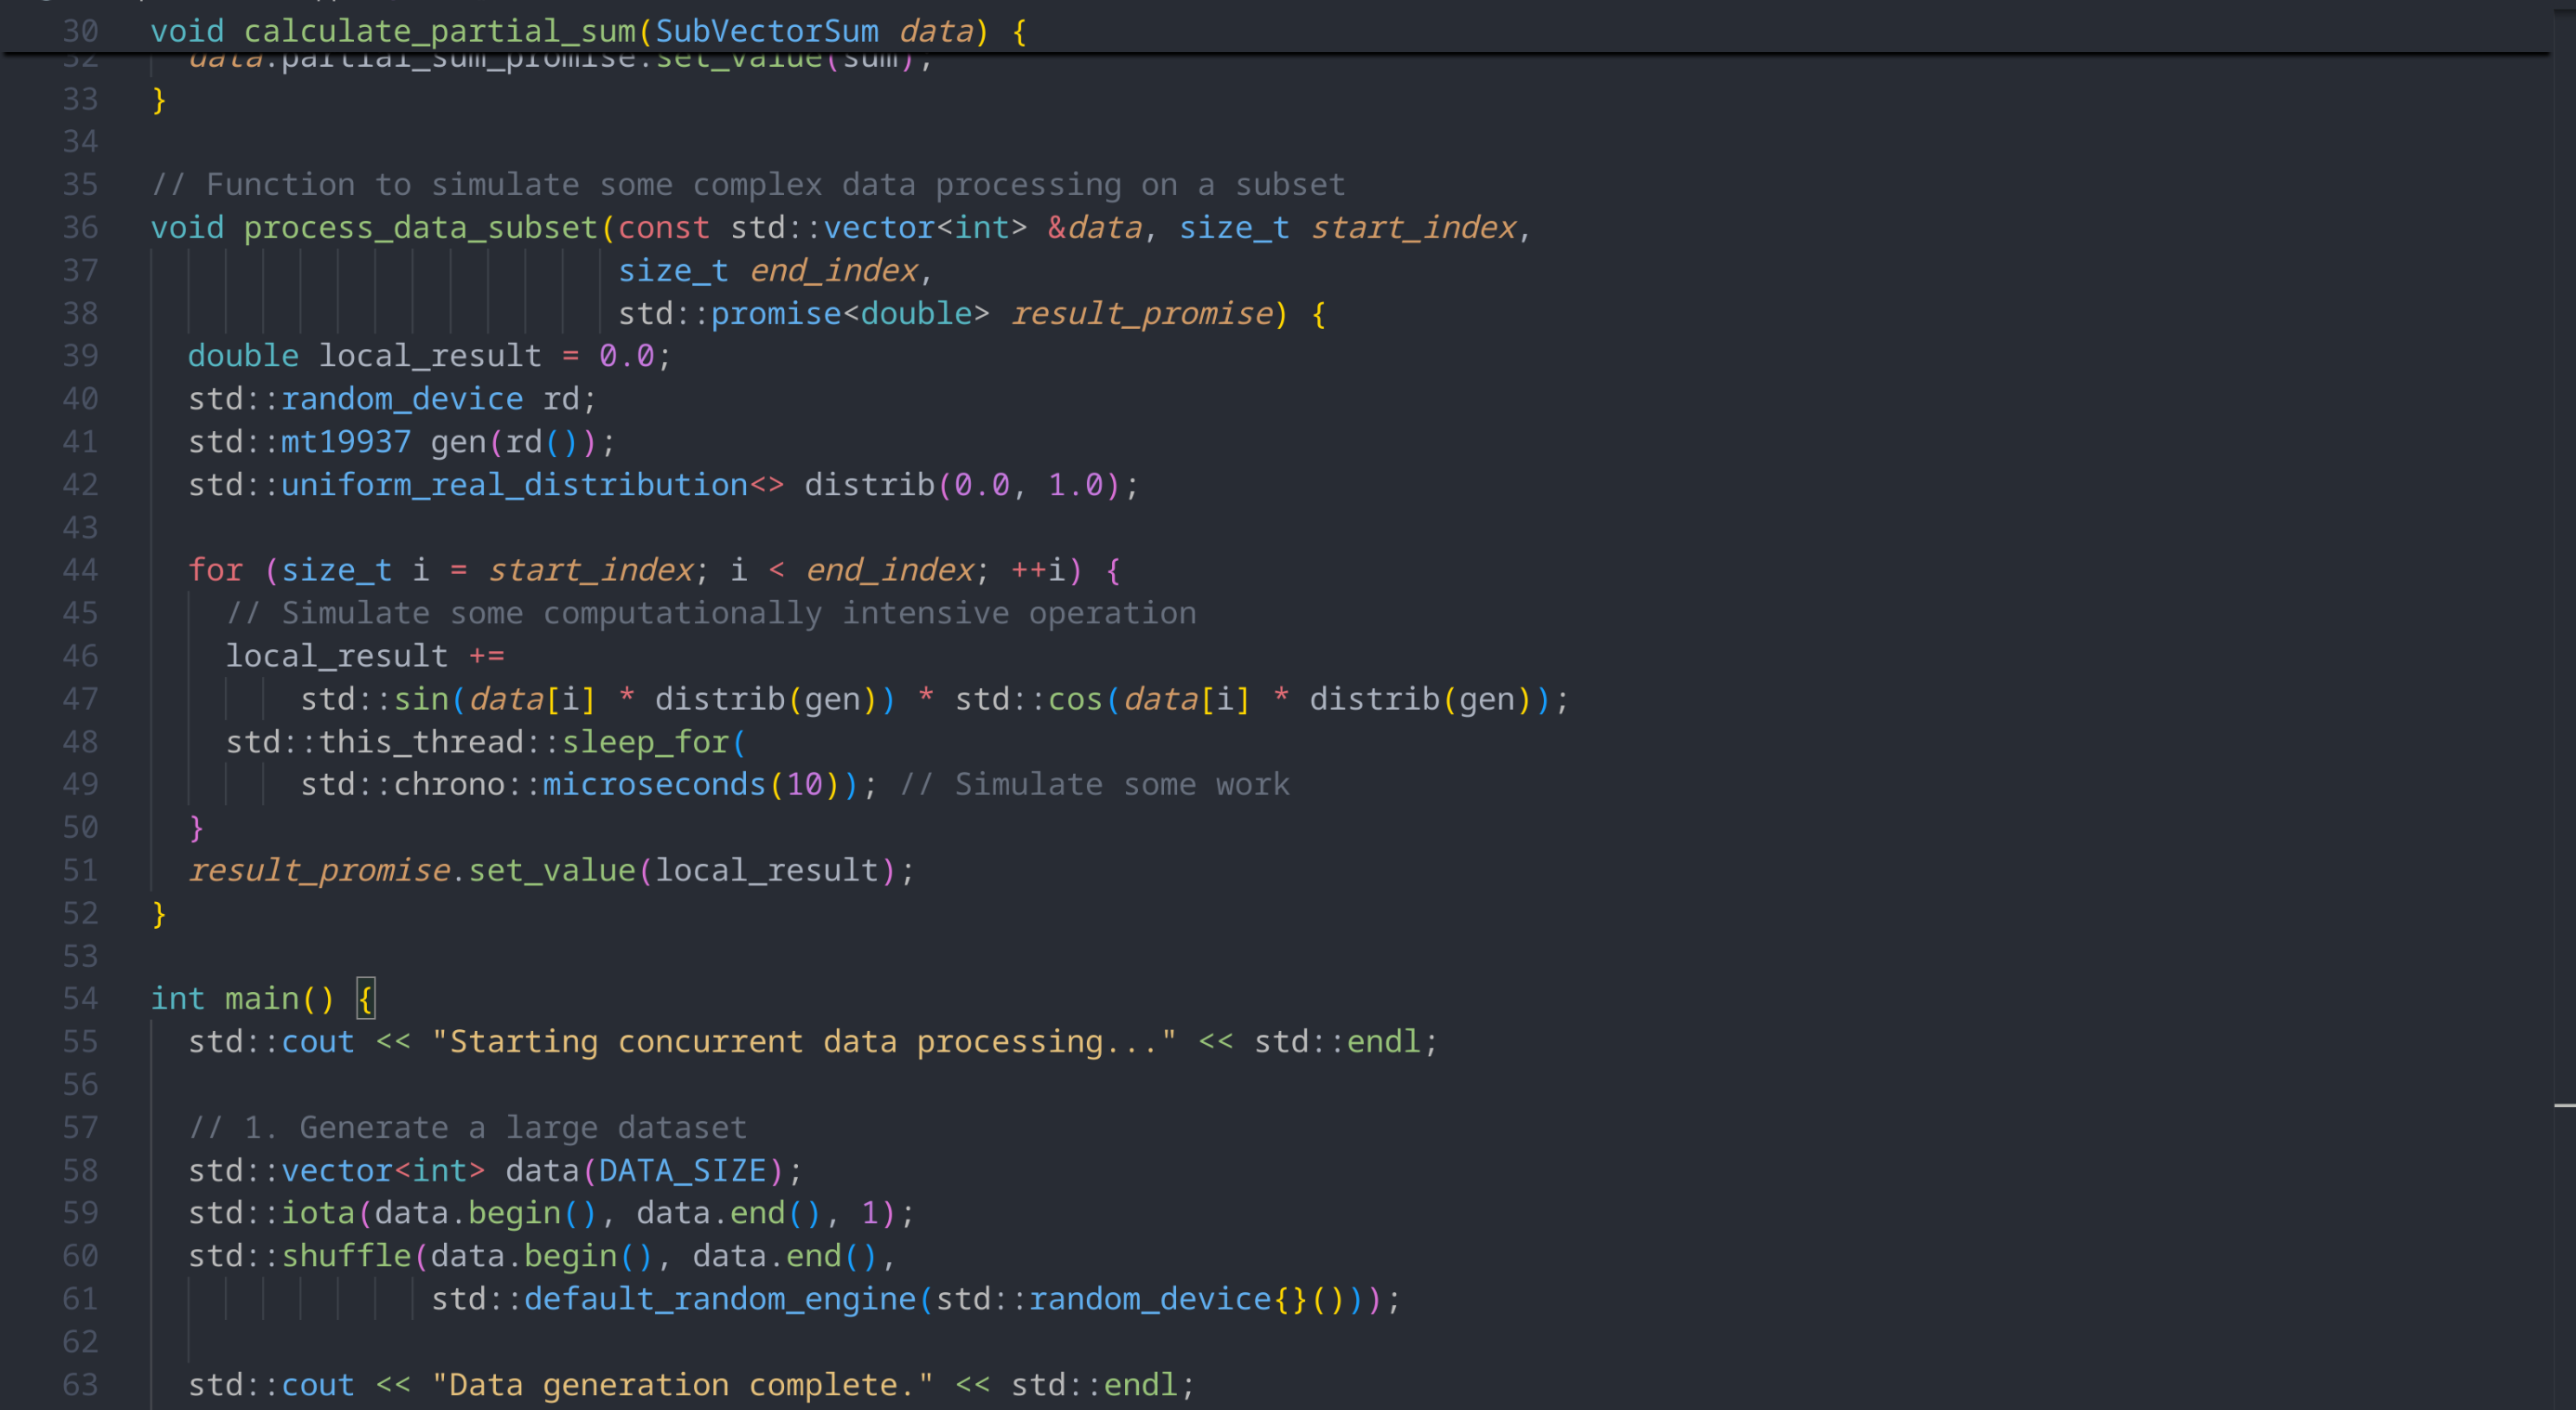 30 void calculate_partial_sum(SubVectorSum data) {
32 data.partial_sum_promise.set_value(sum);
33 }
34
35 // Function to simulate some complex data processing on a subset
36 void process_data_subset(const std::vector<int> &data, size_t start_index,
37 size_t end_index,
38 std::promise<double> result_promise) {
39 double local_result = 0.0;
40 std::random_device rd;
41 std::mt19937 gen(rd());
42 std::uniform_real_distribution<> distrib(0.0, 1.0);
43
44 for (size_t i = start_index; i < end_index; ++i) {
45 // Simulate some computationally intensive operation
46 local_result +=
47 std::sin(data[i] * distrib(gen)) * std::cos(data[i] * distrib(gen));
48 std::this_thread::sleep_for(
49 std::chrono::microseconds(10)); // Simulate some work
50 }
51 result_promise.set_value(local_result);
52 }
53
54 int main() {
55 std::cout << "Starting concurrent data processing..." << std::endl;
56
57 // 1. Generate a large dataset
58 std::vector<int> data(DATA_SIZE);
59 std::iota(data.begin(), data.end(), 1);
60 std::shuffle(data.begin(), data.end(),
61 std::default_random_engine(std::random_device{}()));
62
63 std::cout << "Data generation complete." << std::endl;